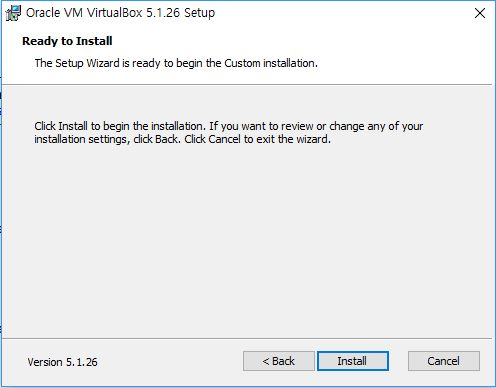 Oracle VM VirtualBox 5.1.26 Setup
Ready to Install
The Setup Wizard is ready to begin the Custom installation.
Click Install to begin the installation. If you want to review or change any of your
installation settings, click Back. Click Cancel to exit the wizard.
Version 5.1.26
< Back
Install
Cancel